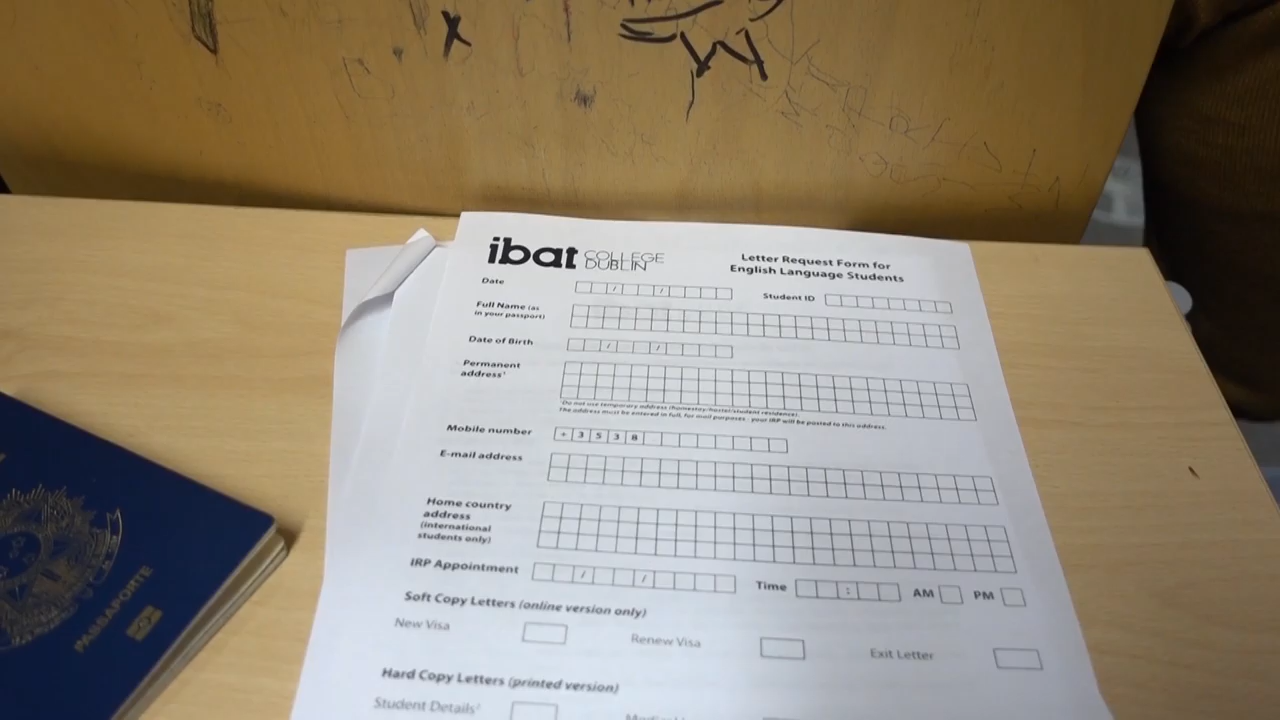 x
ibat COLLEGE DUBLIN
Letter Request Form for
English Language Students
Date / /
Student ID
Full Name (as
in your passport)
Date of Birth / /
Permanent
address¹
¹Do not use temporary address (homestay/hostel/student residence).
The address must be entered in full, for mail purposes - your IRP will be posted to this address.
Mobile number + 3 5 3 8
E-mail address
Home country
address
(international
students only)
IRP Appointment / / Time : AM PM
Soft Copy Letters (online version only)
New Visa Renew Visa Exit Letter
Hard Copy Letters (printed version)
Student Details²
PASSAPORTE